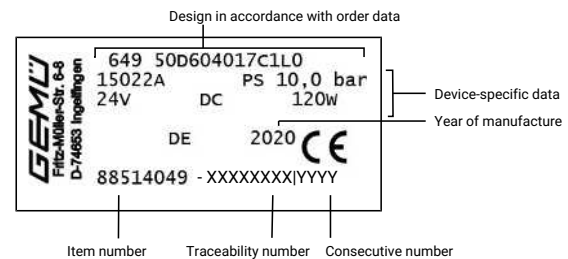 Design in accordance with order data
GEMÜ
Fritz-Müller-Str. 6-8
D-74653 Ingelfingen
649 50D604017C1L0
15022A PS 10,0 bar
24V DC 120W
Device-specific data
Year of manufacture
DE 2020 CE
88514049 -XXXXXXXX|YYYY
Item number Traceability number Consecutive number